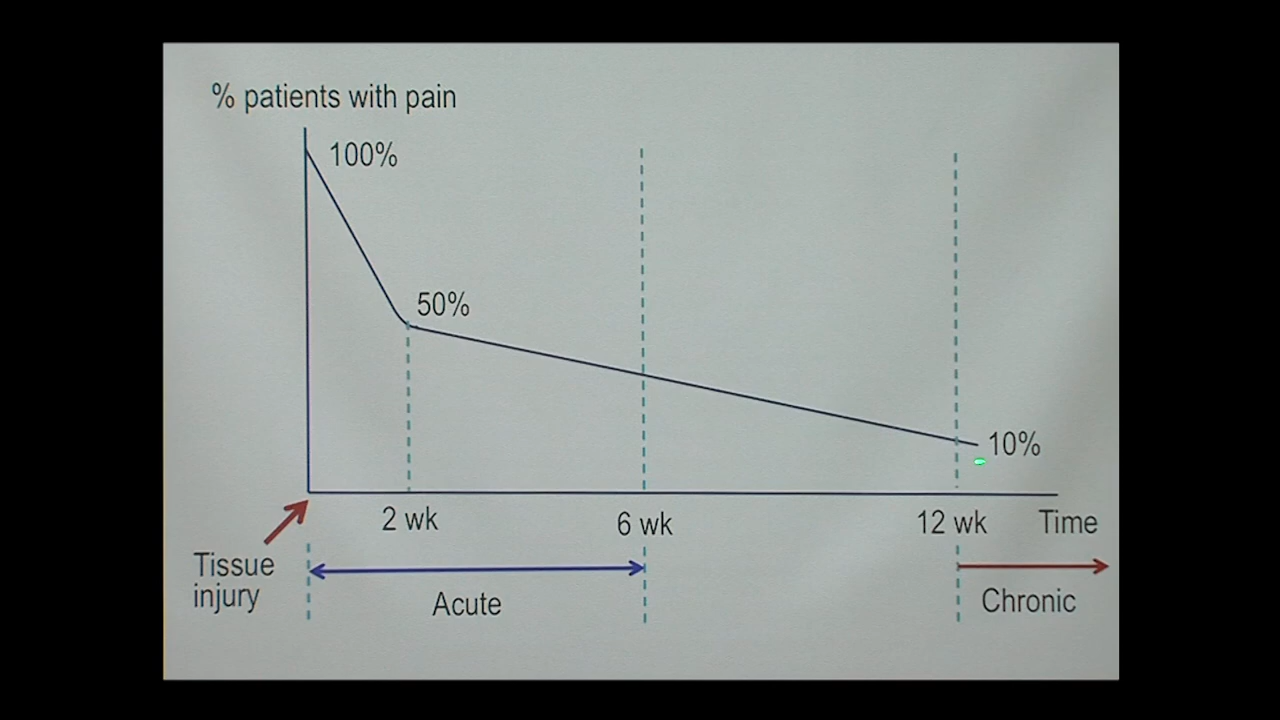 % patients with pain
100%
50%
10%
2 wk
6 wk
12 wk
Time
Tissue
injury
Acute
Chronic